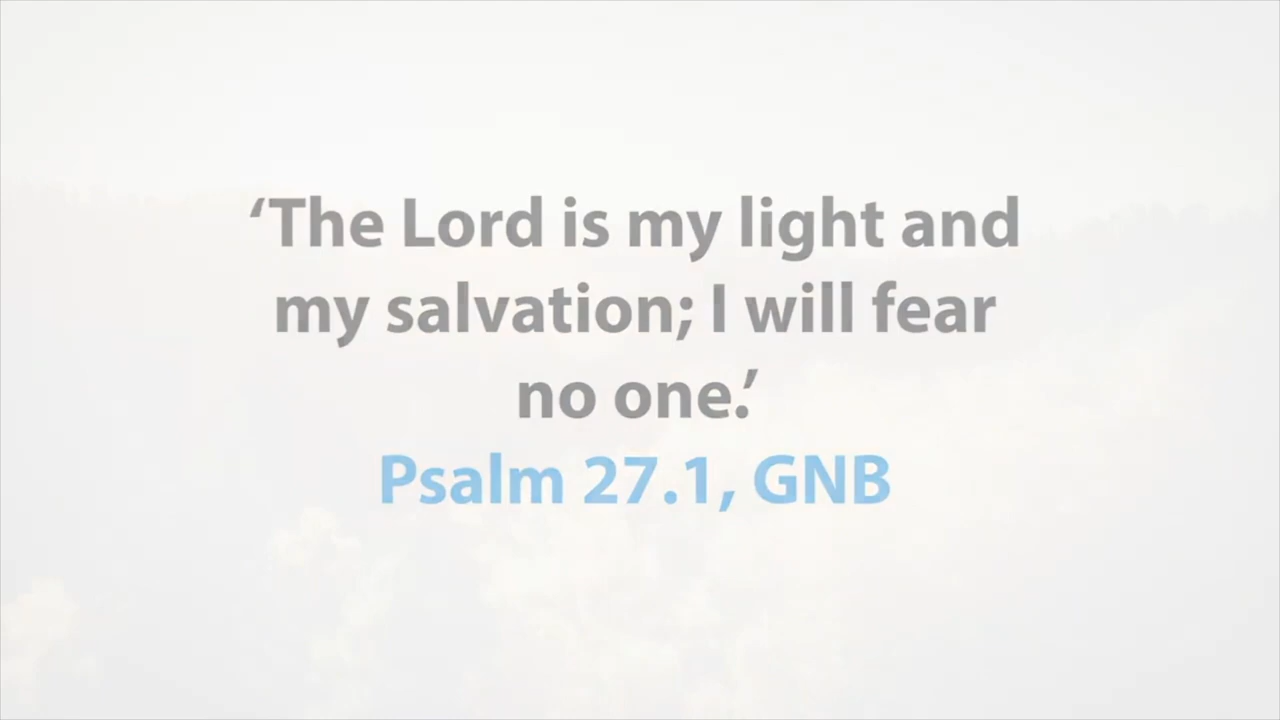 ‘The Lord is my light and
my salvation; I will fear
no one.’
Psalm 27.1, GNB